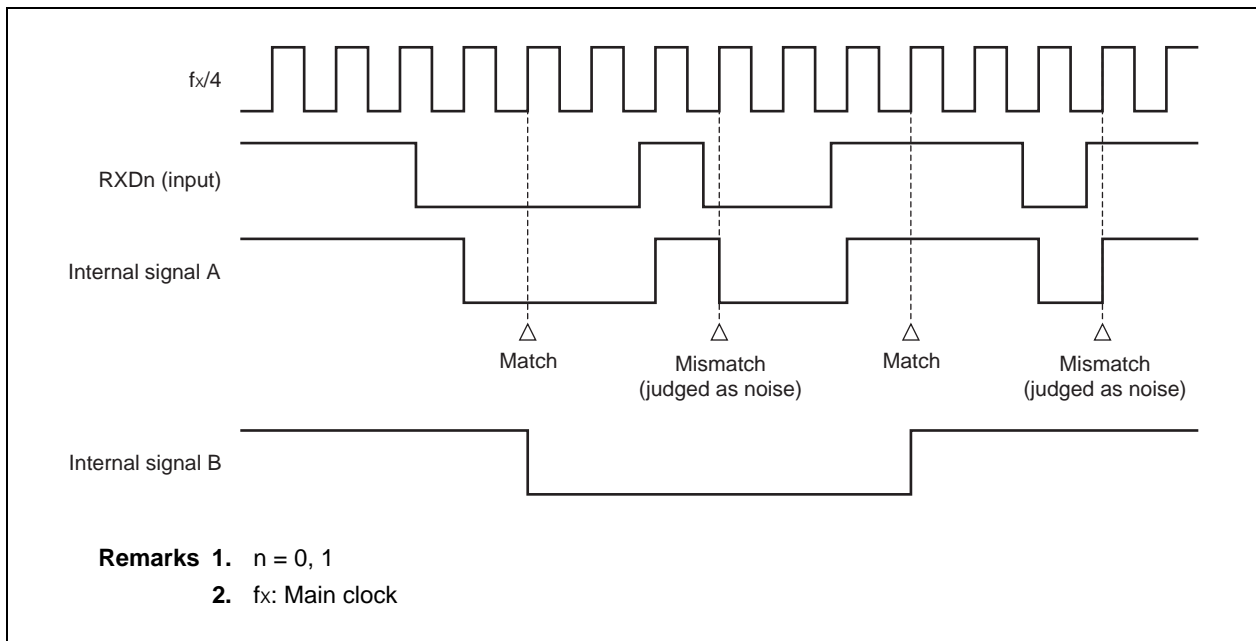 fx/4
RXDn (input)
Internal signal A
Match
Mismatch
(judged as noise)
Match
Mismatch
(judged as noise)
Internal signal B
Remarks 1. n = 0, 1
2. fx: Main clock